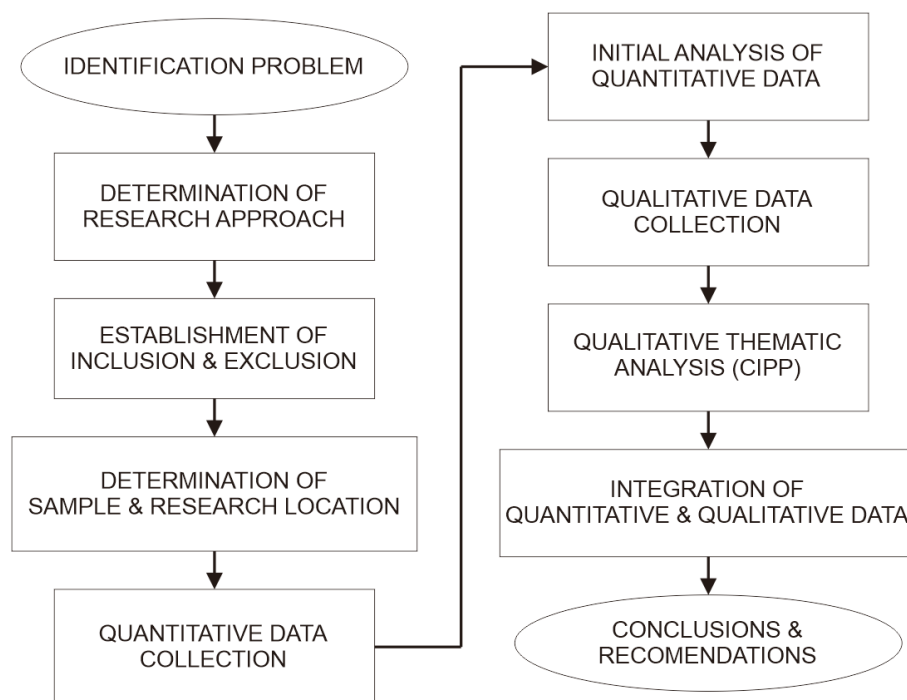 IDENTIFICATION PROBLEM
DETERMINATION OF
RESEARCH APPROACH
ESTABLISHMENT OF
INCLUSION & EXCLUSION
DETERMINATION OF
SAMPLE & RESEARCH LOCATION
QUANTITATIVE DATA
COLLECTION
INITIAL ANALYSIS OF
QUANTITATIVE DATA
QUALITATIVE DATA
COLLECTION
QUALITATIVE THEMATIC
ANALYSIS (CIPP)
INTEGRATION OF
QUANTITATIVE & QUALITATIVE DATA
CONCLUSIONS &
RECOMENDATIONS